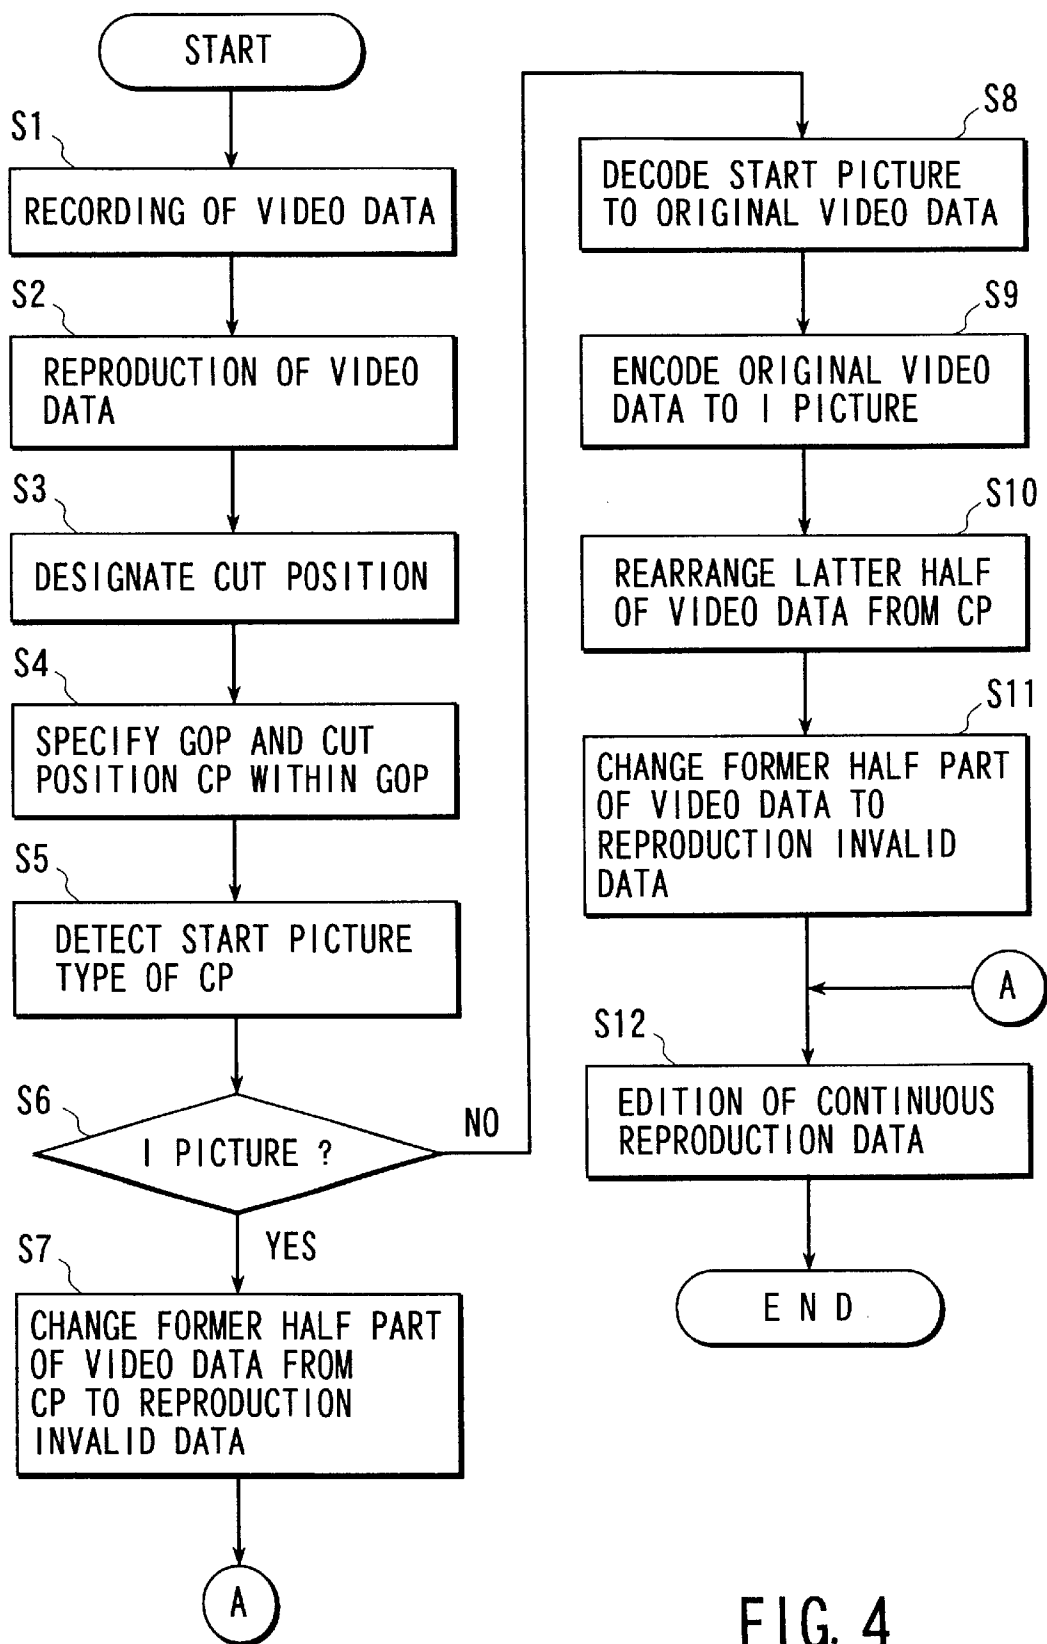 START
S1
RECORDING OF VIDEO DATA
S2
REPRODUCTION OF VIDEO
DATA
S3
DESIGNATE CUT POSITION
S4
SPECIFY GOP AND CUT
POSITION CP WITHIN GOP
S5
DETECT START PICTURE
TYPE OF CP
S6
I PICTURE ?
NO
YES
S7
CHANGE FORMER HALF PART
OF VIDEO DATA FROM
CP TO REPRODUCTION
INVALID DATA
A
S8
DECODE START PICTURE
TO ORIGINAL VIDEO DATA
S9
ENCODE ORIGINAL VIDEO
DATA TO I PICTURE
S10
REARRANGE LATTER HALF
OF VIDEO DATA FROM CP
S11
CHANGE FORMER HALF PART
OF VIDEO DATA TO
REPRODUCTION INVALID
DATA
A
S12
EDITION OF CONTINUOUS
REPRODUCTION DATA
END
FIG. 4